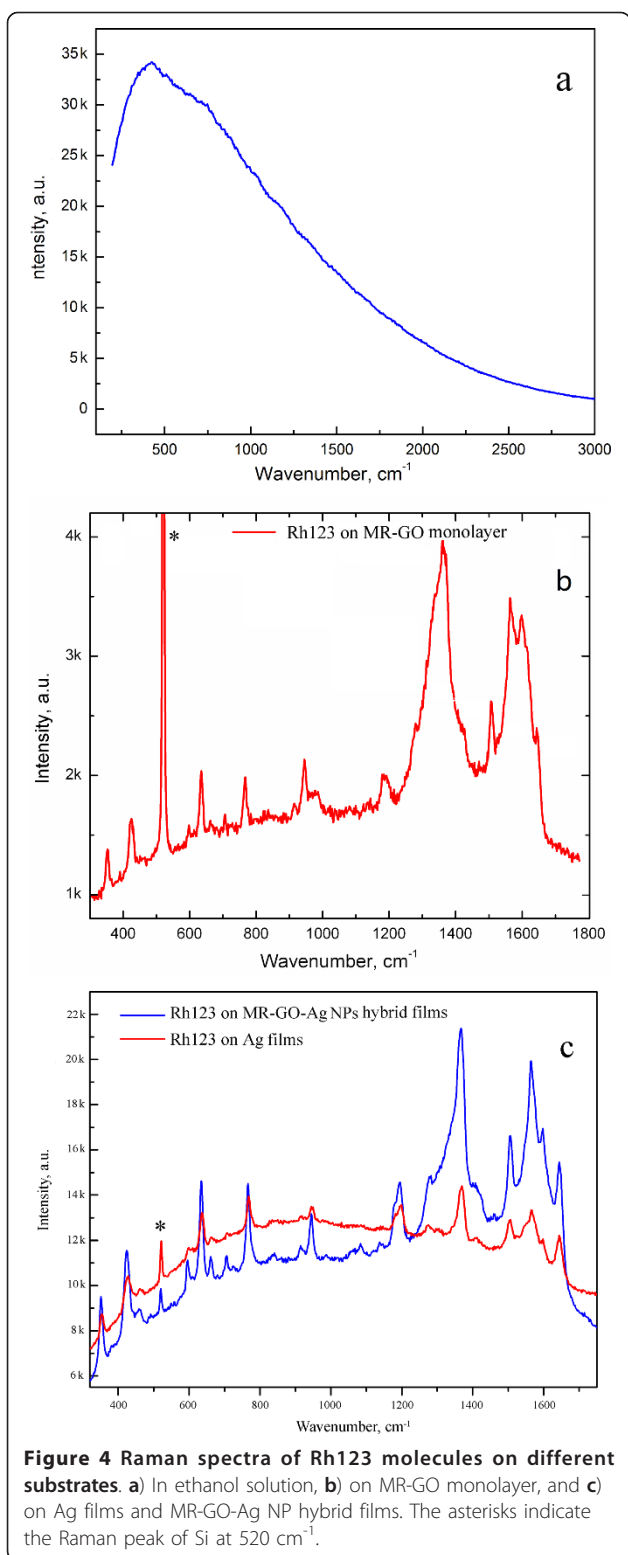 35k
30k
25k
20k
15k
10k
5k
0
ntensity, a.u.
a
500 1000 1500 2000 2500 3000
Wavenumber, cm⁻¹
4k
3k
2k
1k
Intensity, a.u.
*
Rh123 on MR-GO monolayer
b
400 600 800 1000 1200 1400 1600 1800
Wavenumber, cm⁻¹
22k
20k
18k
16k
14k
12k
10k
8k
6k
Intensity, a.u.
Rh123 on MR-GO-Ag NPs hybrid films
Rh123 on Ag films
c
*
400 600 800 1000 1200 1400 1600
Wavenumber, cm⁻¹
Figure 4 Raman spectra of Rh123 molecules on different
substrates. a) In ethanol solution, b) on MR-GO monolayer, and c)
on Ag films and MR-GO-Ag NP hybrid films. The asterisks indicate
the Raman peak of Si at 520 cm⁻¹.